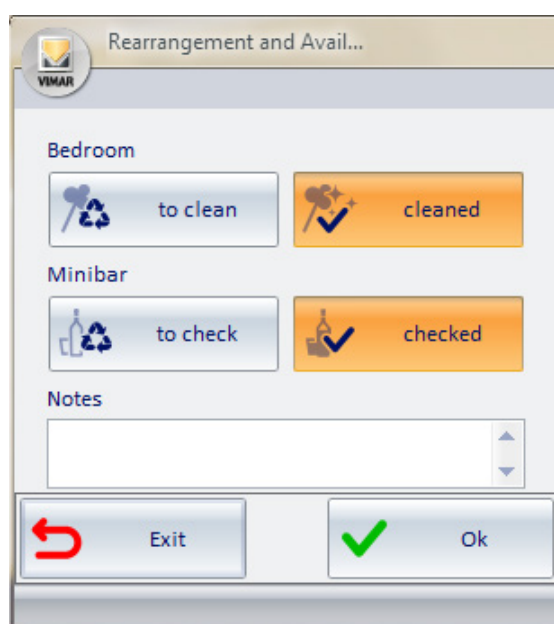 Rearrangement and Avail...
VIMAR
Bedroom
to clean
cleaned
Minibar
to check
checked
Notes
Exit
Ok